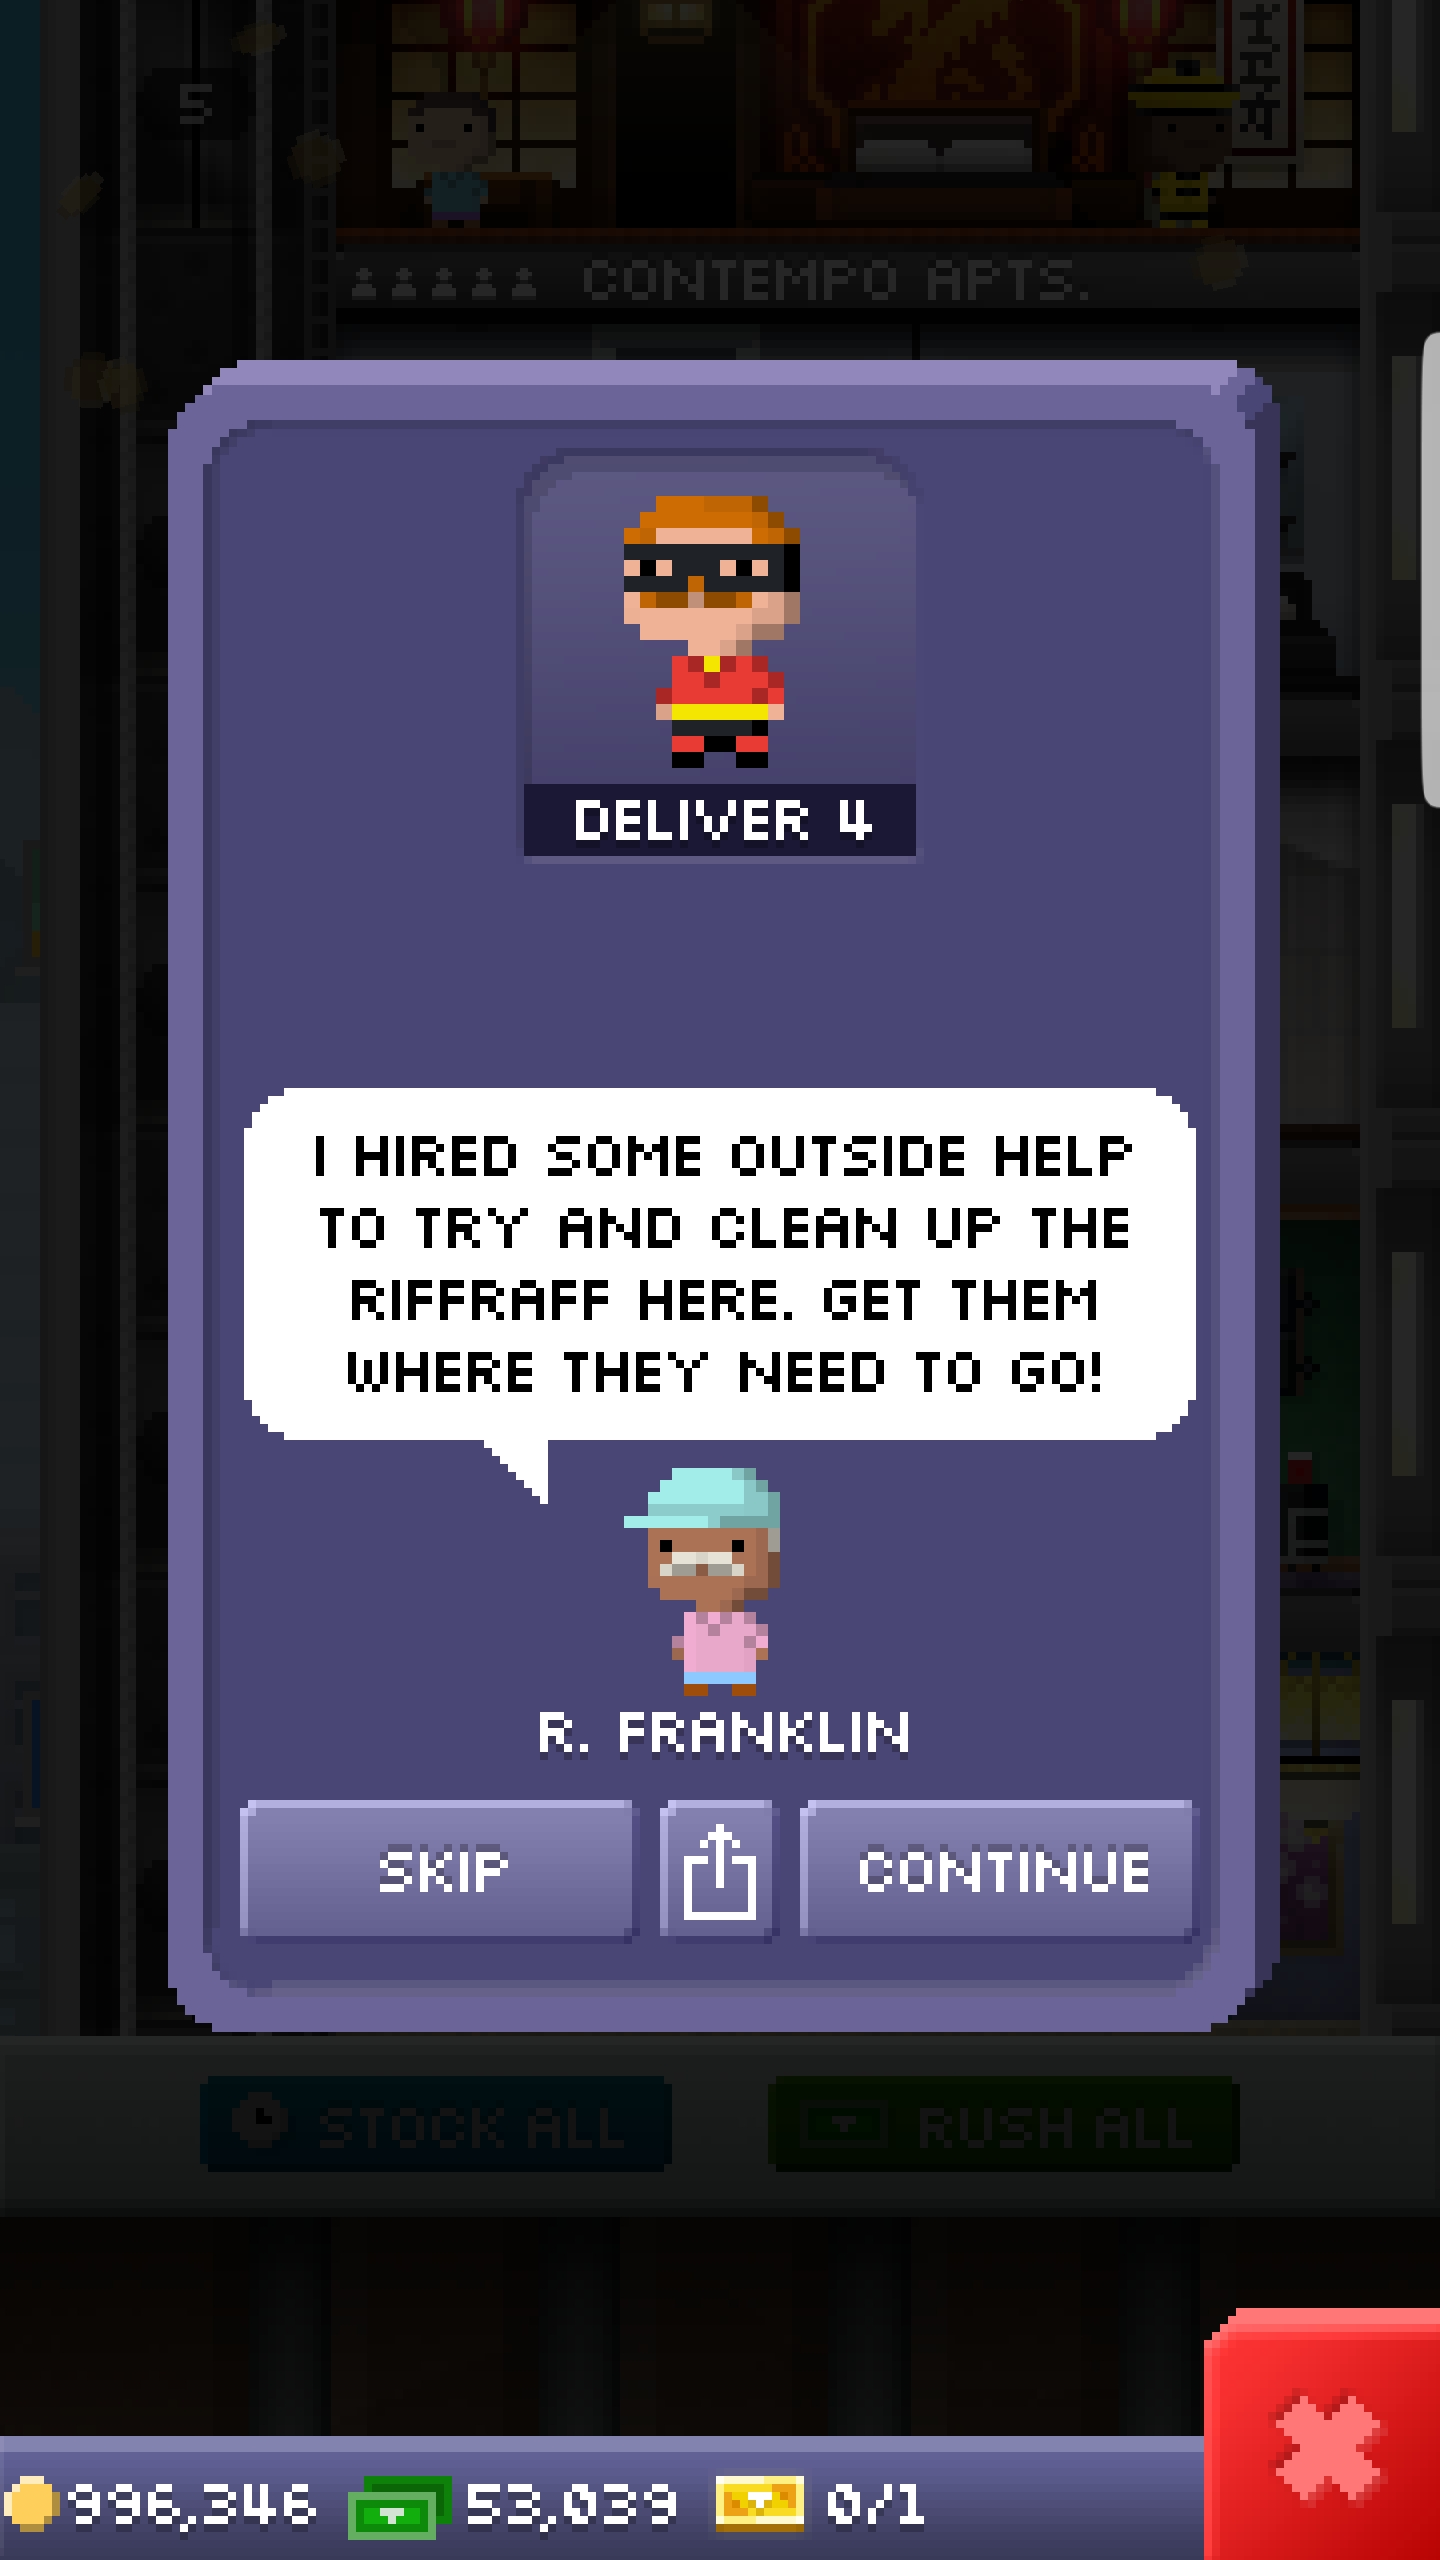 5
CONTEMPO APTS.
DELIVER 4
I HIRED SOME OUTSIDE HELP
TO TRY AND CLEAN UP THE
RIFFRAFF HERE. GET THEM
WHERE THEY NEED TO GO!
R. FRANKLIN
SKIP
CONTINUE
STOCK ALL
RUSH ALL
996,346
53,039
0/1